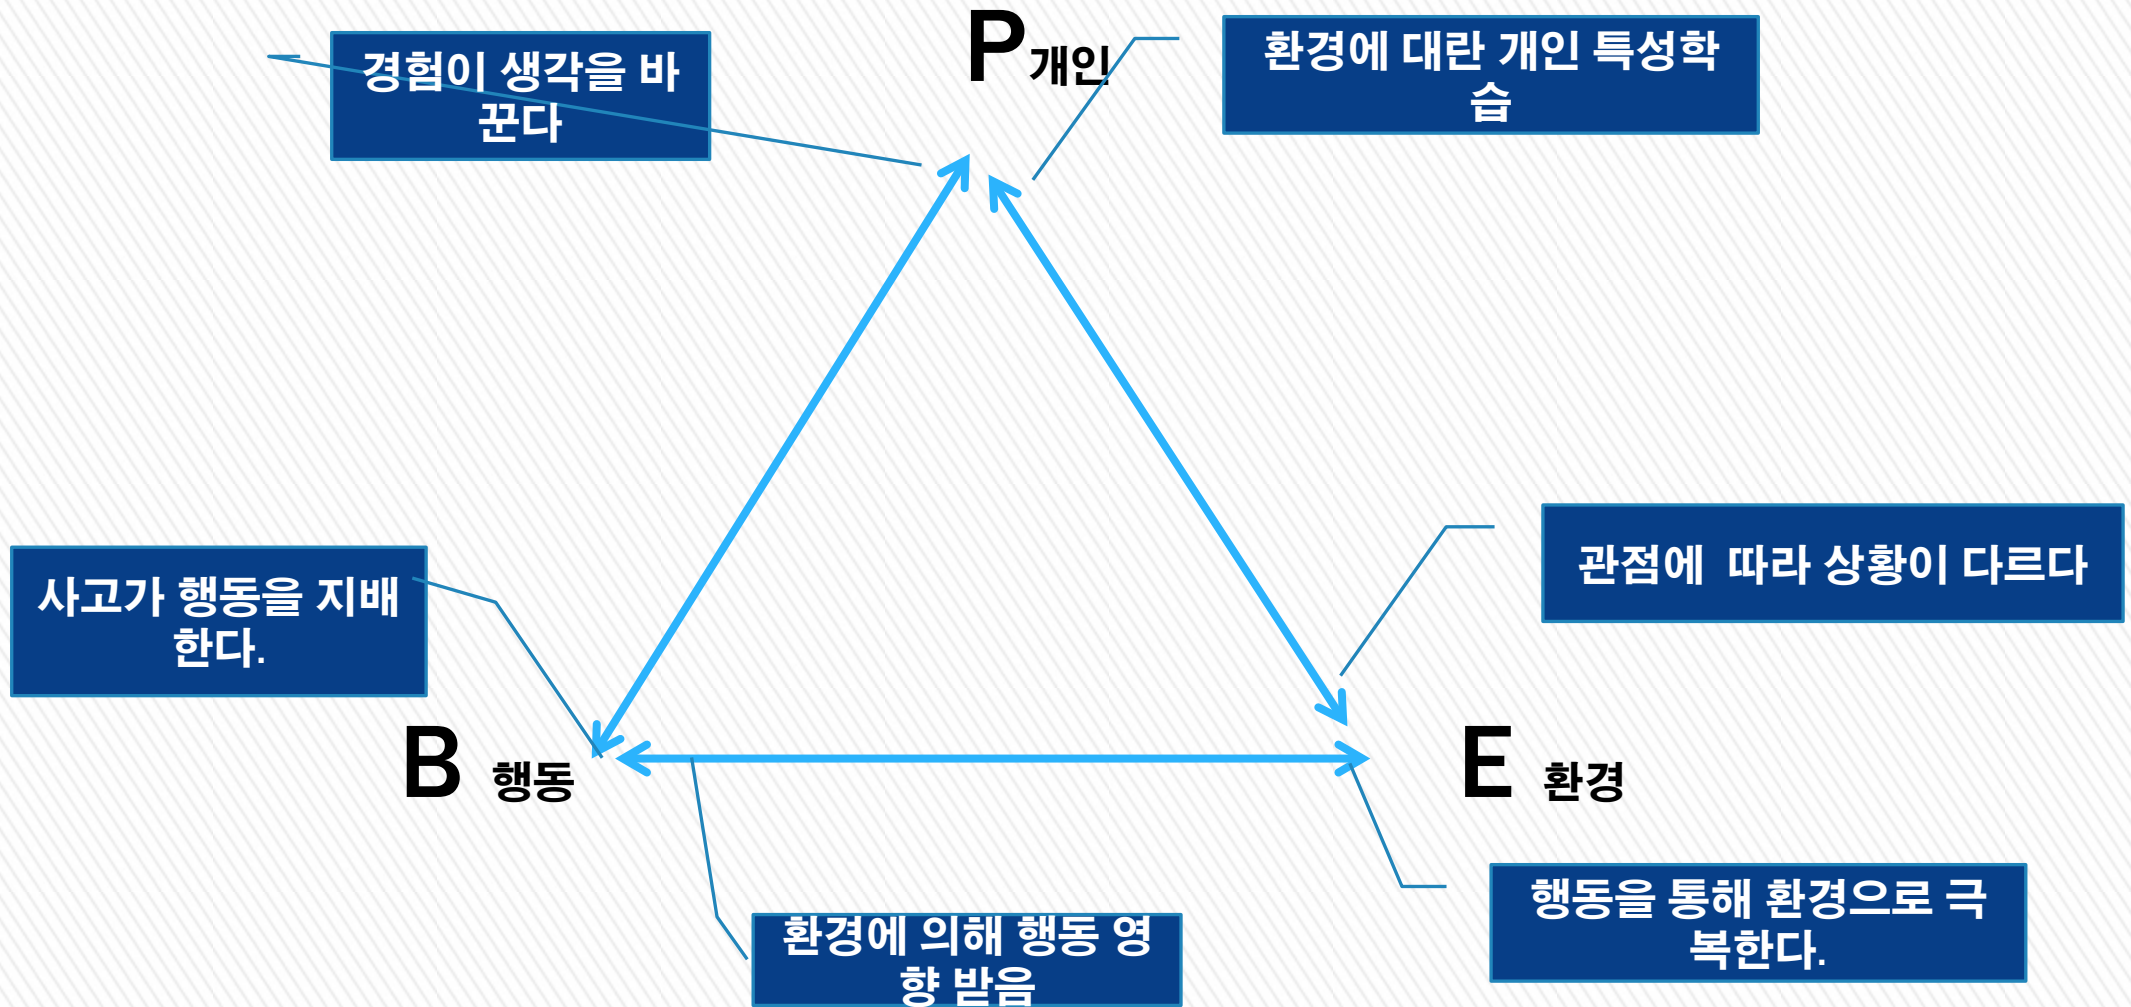 경험이 생각을 바
꾼다
P개인
환경에 대란 개인 특성학
습
관점에 따라 상황이 다르다
사고가 행동을 지배
한다.
B 행동
E 환경
행동을 통해 환경으로 극
복한다.
환경에 의해 행동 영
향 받음